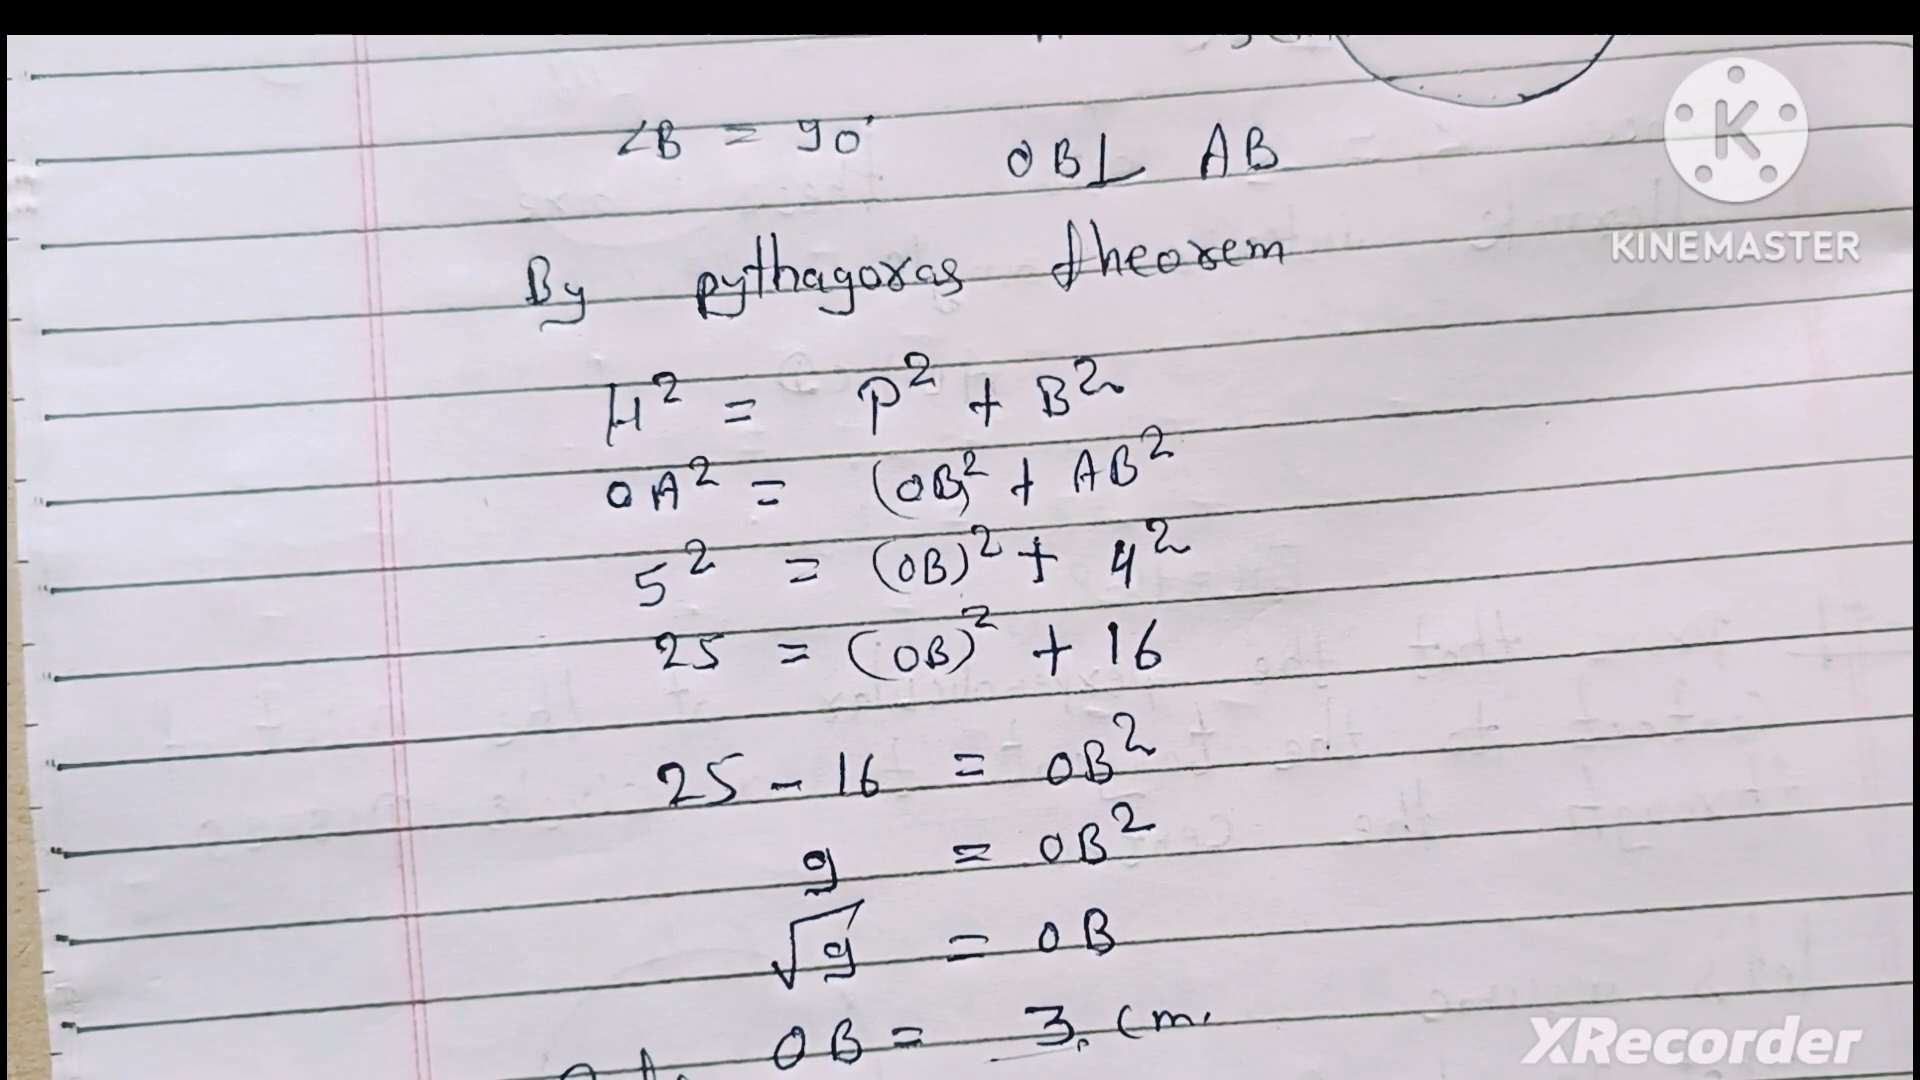 ∠B = 90° OB⊥ AB
KINEMASTER
By pythagoras theorem
H² = P² + B²
OA² = (OB)² + AB²
5² = (OB)² + 4²
25 = (OB)² + 16
25 - 16 = OB²
9 = OB²
√9 = OB
OB = 3 cm.
XRecorder